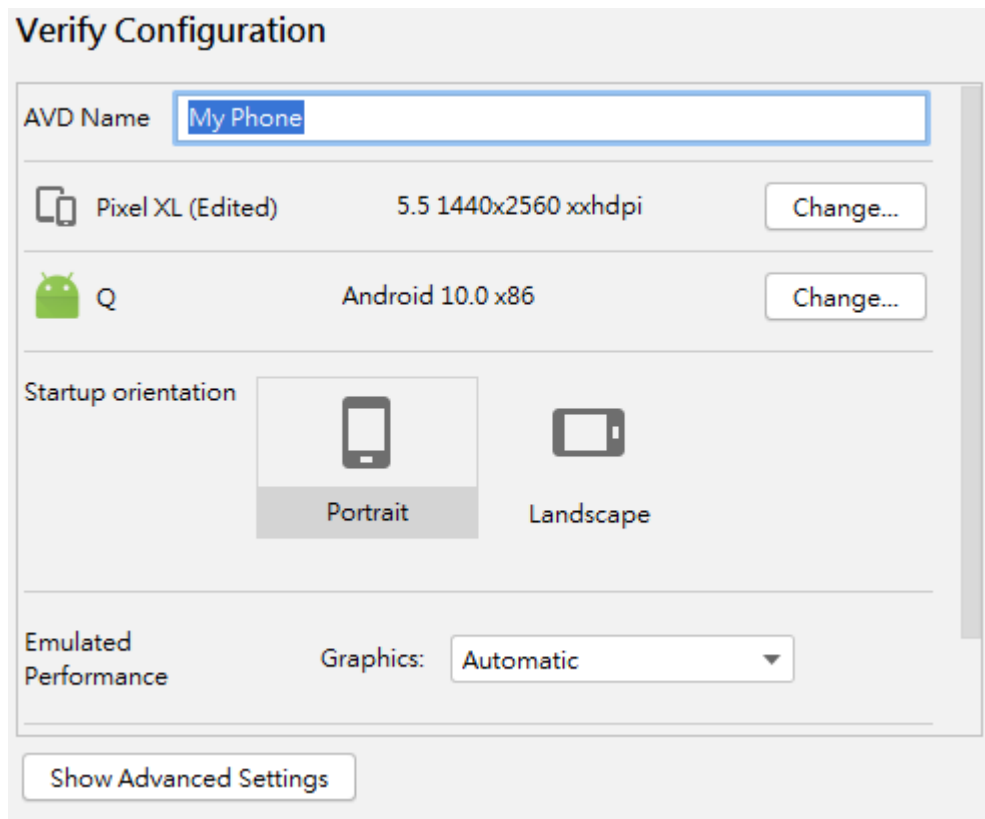 Verify Configuration
AVD Name
My Phone
Pixel XL (Edited)
5.5 1440x2560 xxhdpi
Change...
Q
Android 10.0 x86
Change...
Startup orientation
Portrait
Landscape
Emulated
Performance
Graphics:
Automatic
Show Advanced Settings